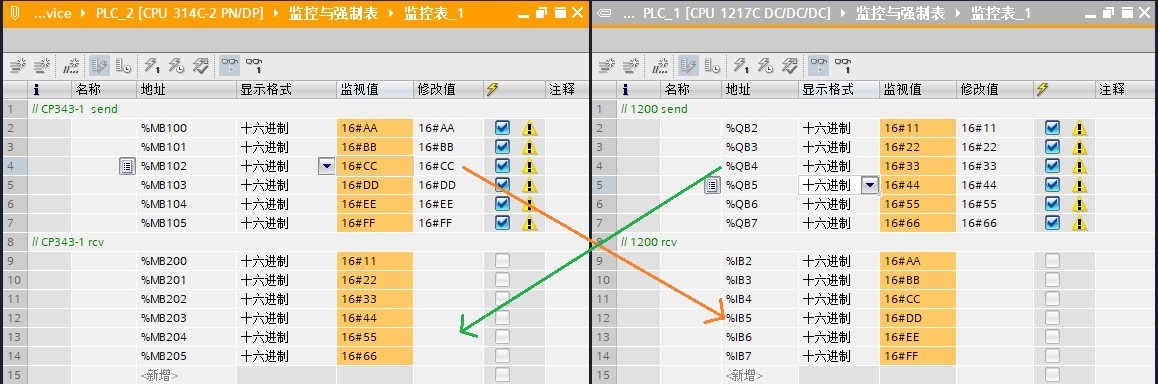 ...vice ▸ PLC_2 [CPU 314C-2 PN/DP] ▸ 监控与强制表 ▸ 监控表_1
i 名称 地址 显示格式 监视值 修改值 注释
1 // CP343-1 send
2 %MB100 十六进制 16#AA 16#AA
3 %MB101 十六进制 16#BB 16#BB
4 %MB102 十六进制 16#CC 16#CC
5 %MB103 十六进制 16#DD 16#DD
6 %MB104 十六进制 16#EE 16#EE
7 %MB105 十六进制 16#FF 16#FF
8 // CP343-1 rcv
9 %MB200 十六进制 16#11
10 %MB201 十六进制 16#22
11 %MB202 十六进制 16#33
12 %MB203 十六进制 16#44
13 %MB204 十六进制 16#55
14 %MB205 十六进制 16#66
15 <新增>
... PLC_1 [CPU 1217C DC/DC/DC] ▸ 监控与强制表 ▸ 监控表_1
i 名称 地址 显示格式 监视值 修改值 注释
1 // 1200 send
2 %QB2 十六进制 16#11 16#11
3 %QB3 十六进制 16#22 16#22
4 %QB4 十六进制 16#33 16#33
5 %QB5 十六进制 16#44 16#44
6 %QB6 十六进制 16#55 16#55
7 %QB7 十六进制 16#66 16#66
8 // 1200 rcv
9 %IB2 十六进制 16#AA
10 %IB3 十六进制 16#BB
11 %IB4 十六进制 16#CC
12 %IB5 十六进制 16#DD
13 %IB6 十六进制 16#EE
14 %IB7 十六进制 16#FF
15 <新增>